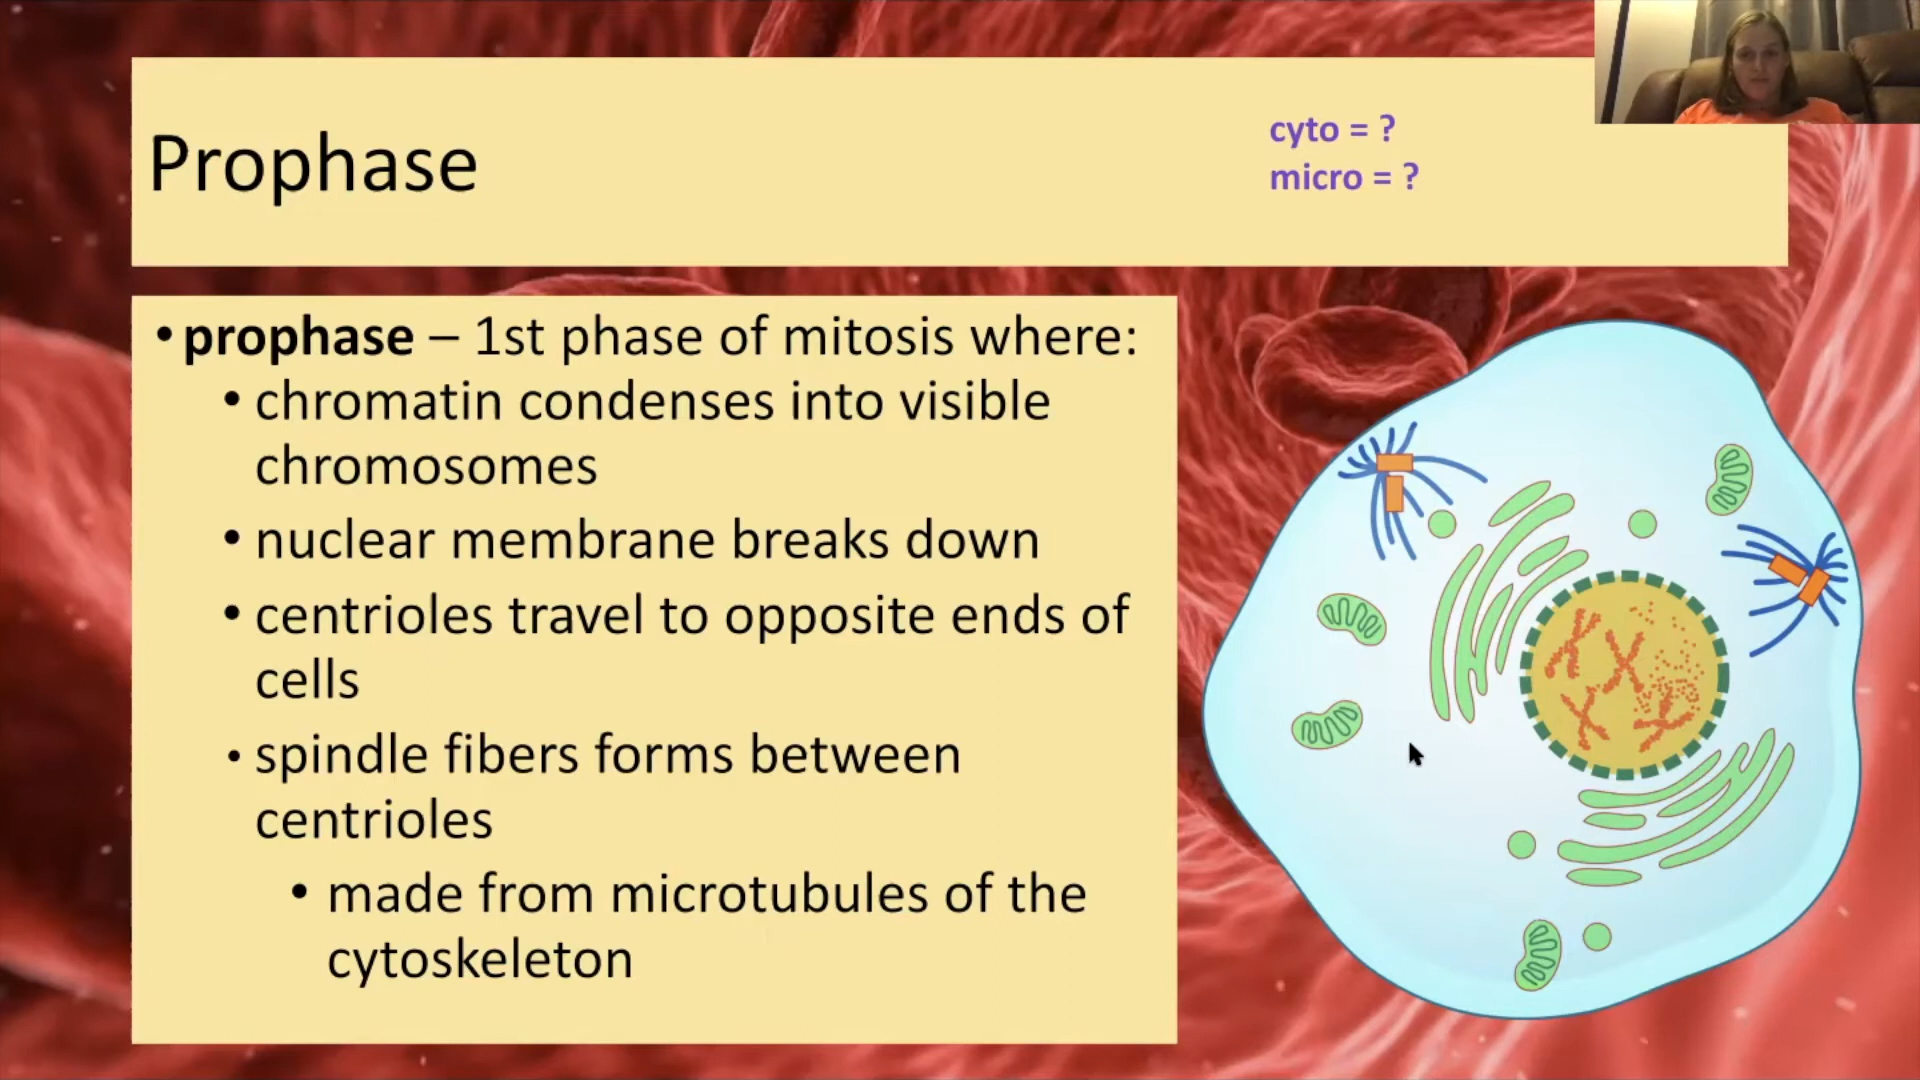 Prophase
cyto = ?
micro = ?
• prophase – 1st phase of mitosis where:
• chromatin condenses into visible
chromosomes
• nuclear membrane breaks down
• centrioles travel to opposite ends of
cells
• spindle fibers forms between
centrioles
• made from microtubules of the
cytoskeleton